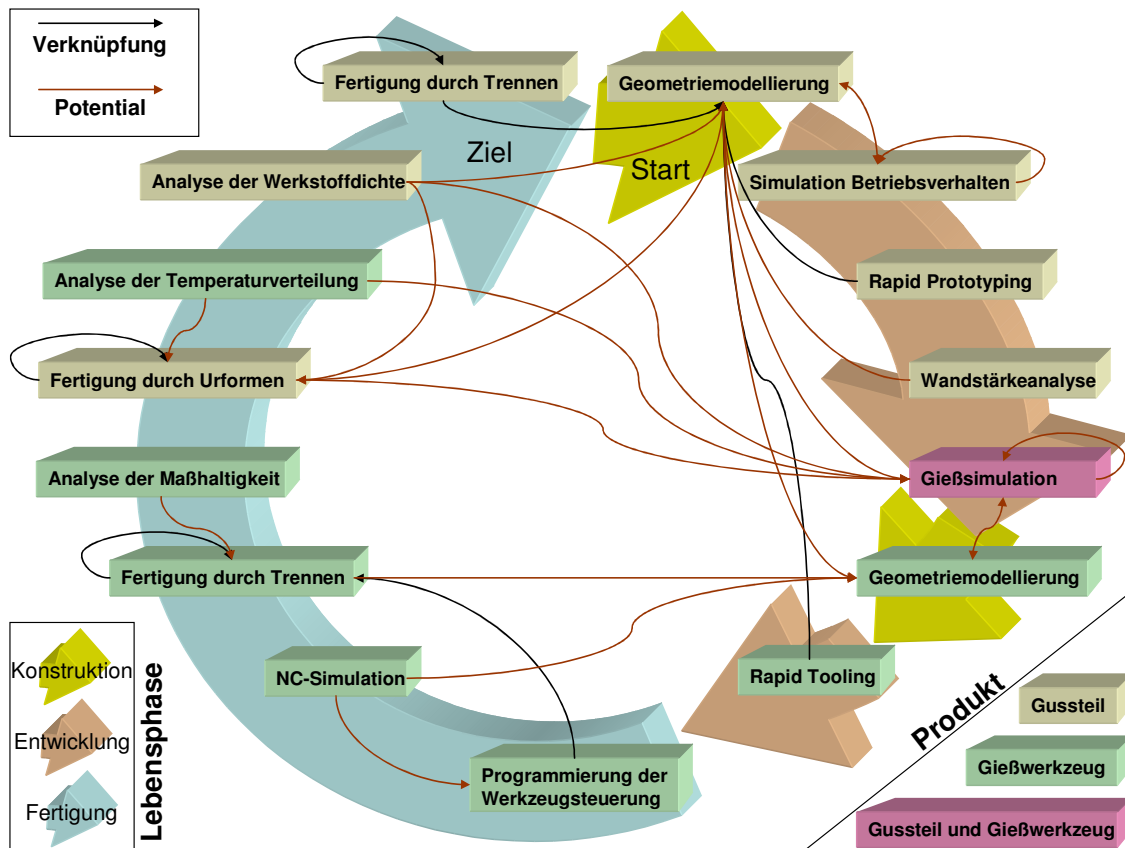 Verknüpfung
Potential
Fertigung durch Trennen
Geometriemodellierung
Ziel
Start
Analyse der Werkstoffdichte
Simulation Betriebsverhalten
Analyse der Temperaturverteilung
Rapid Prototyping
Fertigung durch Urformen
Wandstärkeanalyse
Analyse der Maßhaltigkeit
Gießsimulation
Fertigung durch Trennen
Geometriemodellierung
NC-Simulation
Rapid Tooling
Programmierung der
Werkzeugsteuerung
Konstruktion
Entwicklung
Fertigung
Lebensphase
Produkt
Gussteil
Gießwerkzeug
Gussteil und Gießwerkzeug